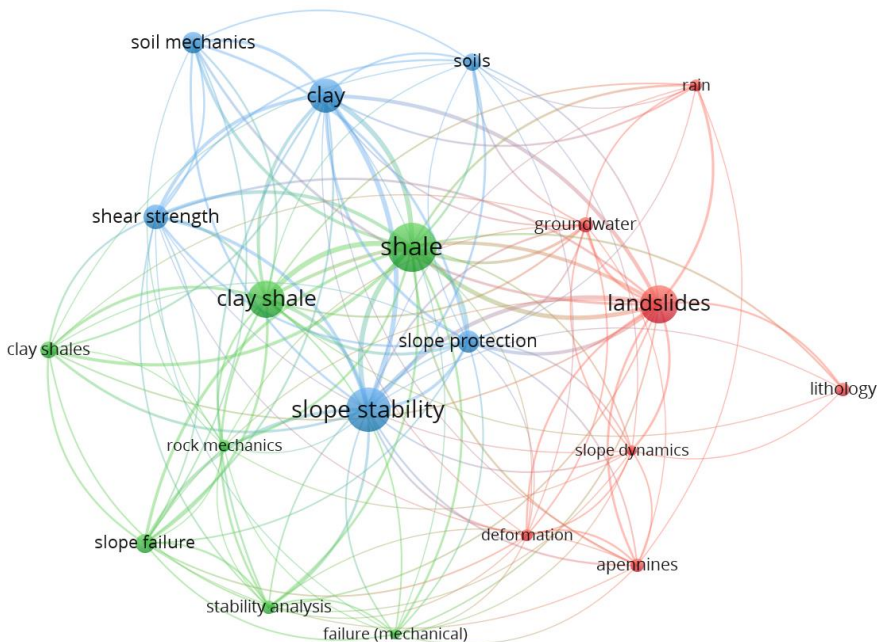 soil mechanics
soils
rain
clay
shear strength
groundwater
shale
clay shale
landslides
slope protection
clay shales
lithology
slope stability
rock mechanics
slope dynamics
deformation
slope failure
apennines
stability analysis
failure (mechanical)